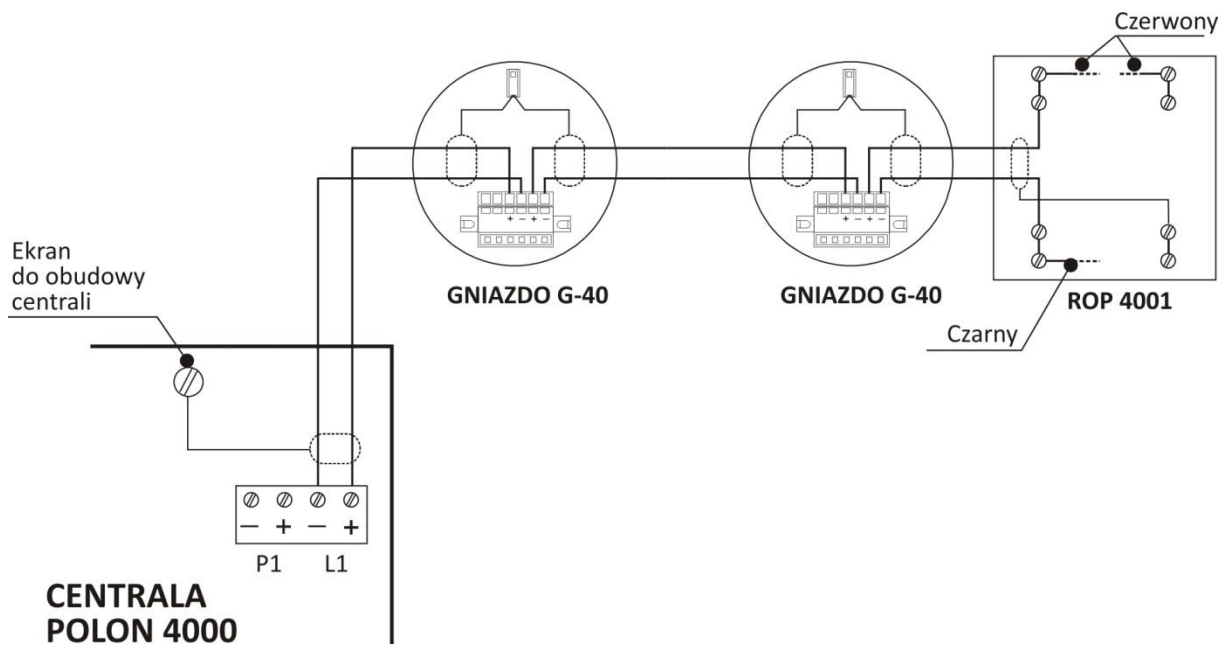 Czerwony
+ − + −
+ − + −
GNIAZDO G-40
GNIAZDO G-40
ROP 4001
Czarny
Ekran
do obudowy
centrali
− + − +
P1 L1
CENTRALA
POLON 4000